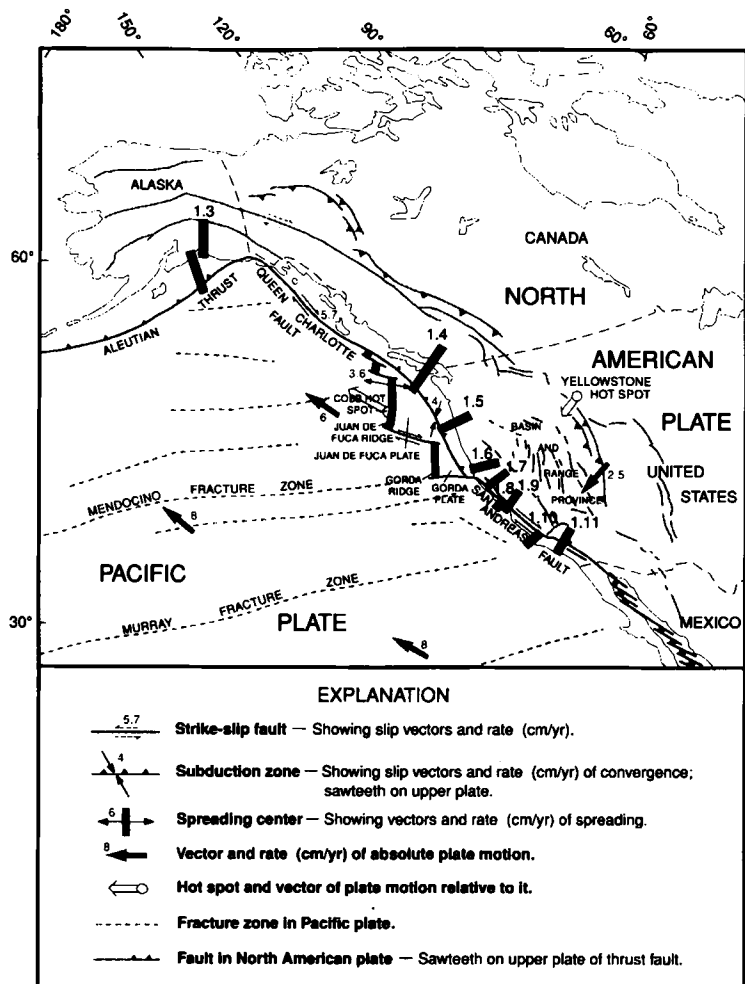 180°
150°
120°
90°
60°
60°
ALASKA
1.3
CANADA
60°
NORTH
THRUST
ALEUTIAN
QUEEN
CHARLOTTE
FAULT
5.7
1.4
AMERICAN
3.6
YELLOWSTONE
HOT SPOT
4
1.5
PLATE
COBB HOT
SPOT
6
JUAN DE
FUCA RIDGE
JUAN DE FUCA PLATE
BASIN
AND
RANGE
PROVINCE
1.6
.7
2.5
UNITED
STATES
GORDA
RIDGE
GORDA
PLATE
SAN
ANDREAS
FAULT
.8
1.9
1.10
1.11
MENDOCINO FRACTURE ZONE
8
PACIFIC
30°
MURRAY FRACTURE ZONE
PLATE
8
MEXICO
EXPLANATION
5.7
Strike-slip fault — Showing slip vectors and rate (cm/yr).
4
Subduction zone — Showing slip vectors and rate (cm/yr) of convergence;
sawteeth on upper plate.
6
Spreading center — Showing vectors and rate (cm/yr) of spreading.
8
Vector and rate (cm/yr) of absolute plate motion.
Hot spot and vector of plate motion relative to it.
Fracture zone in Pacific plate.
Fault in North American plate — Sawteeth on upper plate of thrust fault.